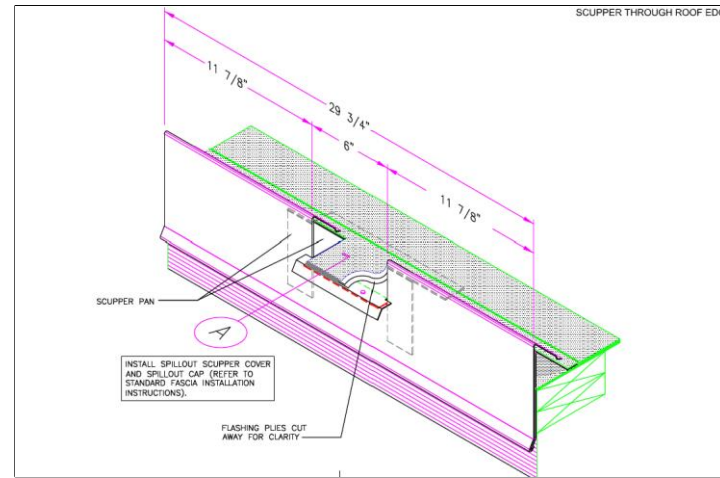 SCUPPER THROUGH ROOF
11 7/8"
29 3/4"
6"
11 7/8"
SCUPPER PAN
A
INSTALL SPILLOUT SCUPPER COVER
AND SPILLOUT CAP (REFER TO
STANDARD FASCIA INSTALLATION
INSTRUCTIONS).
FLASHING PLIES CUT
AWAY FOR CLARITY